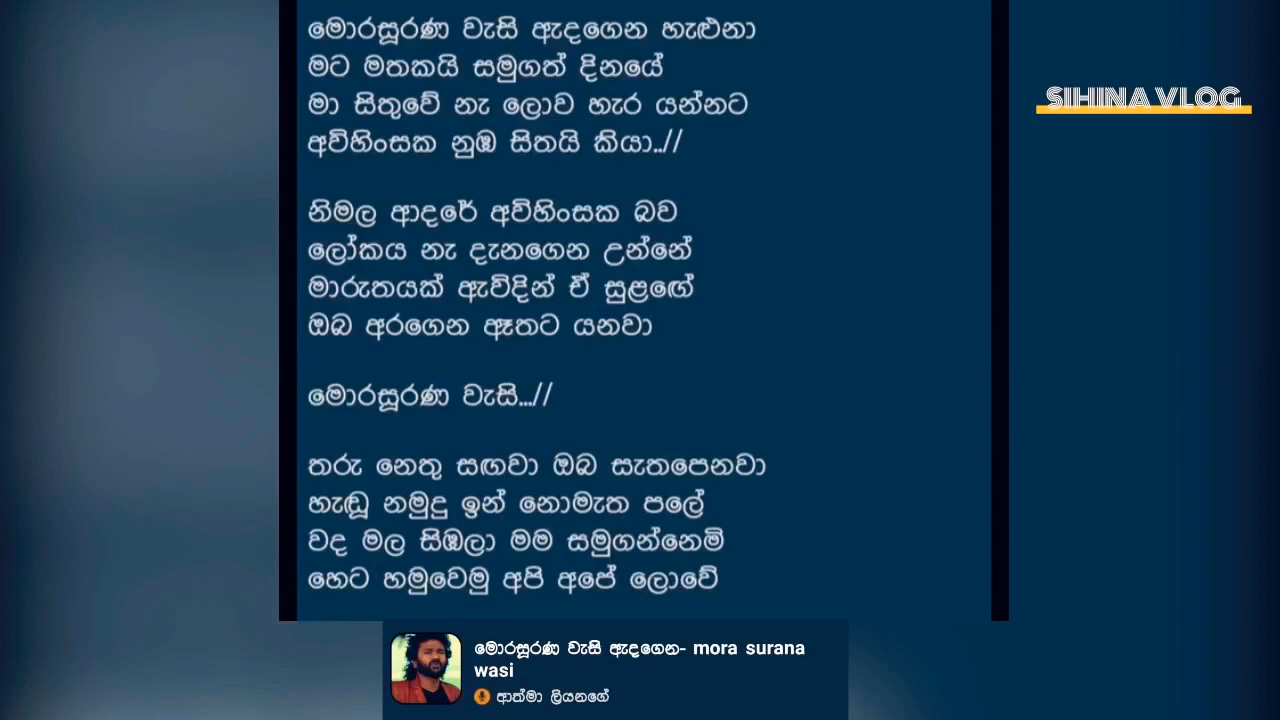 මොරසූරණ වැසි ඇදගෙන හැළුනා
මට මතකයි සමුගත් දිනයේ
මා සිතුවේ නැ ලොව හැර යන්නට
අවිහිංසක නුඹ සිතයි කියා..//
නිමල ආදරේ අවිහිංසක බව
ලෝකය නැ දැනගෙන උන්නේ
මාරුතයක් ඇවිදින් ඒ සුළඟේ
ඔබ අරගෙන ඈතට යනවා
මොරසූරණ වැසි...//
තරු නෙතු සඟවා ඔබ සැතපෙනවා
හැඬූ නමුදු ඉන් නොමැත පලේ
වද මල සිඹලා මම සමුගන්නෙමි
හෙට හමුවෙමු අපි අපේ ලොවේ
SIHINA VLOG
මොරසූරණ වැසි ඇදගෙන- mora surana
wasi
ආත්මා ලියනගේ